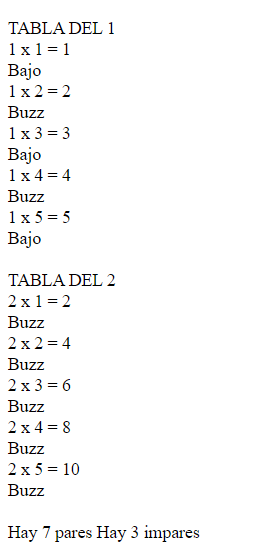 TABLA DEL 1
1 x 1 = 1
Bajo
1 x 2 = 2
Buzz
1 x 3 = 3
Bajo
1 x 4 = 4
Buzz
1 x 5 = 5
Bajo
TABLA DEL 2
2 x 1 = 2
Buzz
2 x 2 = 4
Buzz
2 x 3 = 6
Buzz
2 x 4 = 8
Buzz
2 x 5 = 10
Buzz
Hay 7 pares Hay 3 impares